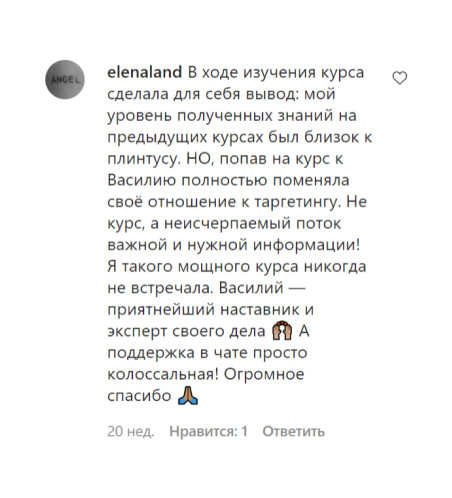 ANGEL
elenaland В ходе изучения курса
сделала для себя вывод: мой
уровень полученных знаний на
предыдущих курсах был близок к
плинтусу. НО, попав на курс к
Василию полностью поменяла
своё отношение к таргетингу. Не
курс, а неисчерпаемый поток
важной и нужной информации!
Я такого мощного курса никогда
не встречала. Василий —
приятнейший наставник и
эксперт своего дела 🫶🏽 А
поддержка в чате просто
колоссальная! Огромное
спасибо 🙏🏽
20 нед. Нравится: 1 Ответить